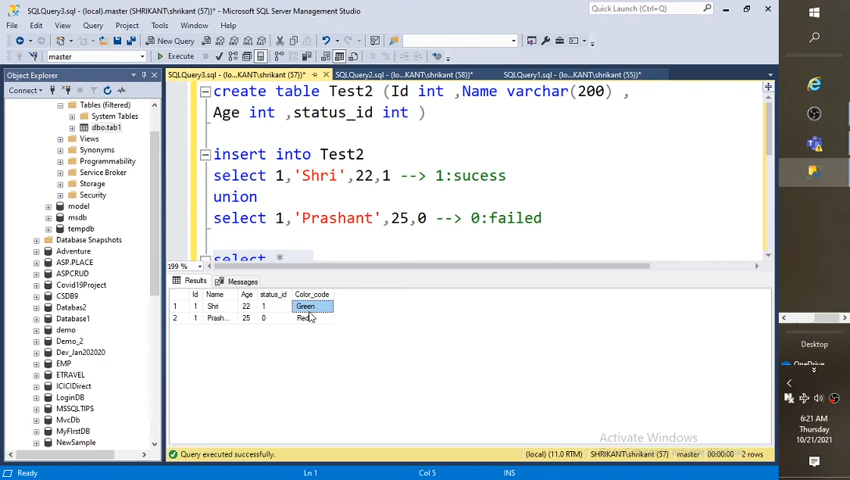 SQLQuery3.sql - (local).master (SHRIKANT\shrikant (57))* - Microsoft SQL Server Management Studio
Quick Launch (Ctrl+Q)
File Edit View Query Project Tools Window Help
New Query
master
Execute
Object Explorer
SQLQuery3.sql - (lo...KANT\shrikant (57))*
SQLQuery2.sql - (lo...KANT\shrikant (58))*
SQLQuery1.sql - (lo...KANT\shrikant (55))*
Connect
Tables (filtered)
System Tables
dbo.tab1
Views
Synonyms
Programmability
Service Broker
Storage
Security
model
msdb
tempdb
Database Snapshots
Adventure
ASP.PLACE
ASPCRUD
Covid19Project
CSDB9
Databas2
Database1
demo
Demo_2
Dev_Jan202020
EMP
ETRAVEL
ICICIDirect
LoginDB
MSSQLTIPS
MvcDb
MyFIrstDB
NewSample
create table Test2 (Id int ,Name varchar(200) ,
Age int ,status_id int )
insert into Test2
select 1,'Shri',22,1 --> 1:sucess
union
select 1,'Prashant',25,0 --> 0:failed
select *
199 %
Results Messages
Id Name Age status_id Color_code
1 1 Shri 22 1 Green
2 1 Prash... 25 0 Red
Query executed successfully.
(local) (11.0 RTM) SHRIKANT\shrikant (57) master 00:00:00 2 rows
Ready
Ln 1
Col 5
INS
Activate Windows
Desktop
OneDrive
6:21 AM
Thursday
10/21/2021